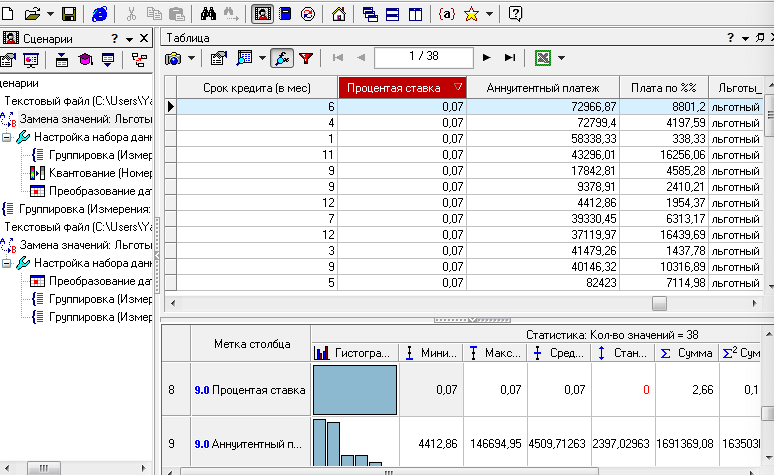 Сценарии
Таблица
ценарии
Текстовый файл (C:\Users\Ya
Замена значений: Льготы
Настройка набора дан
Группировка (Измер
Квантование (Номер
Преобразование дат
Группировка (Измерения:
Текстовый файл (C:\Users\Ya
Замена значений: Льготы
Настройка набора дан
Преобразование дат
Группировка (Измер
Группировка (Измер
1 / 38
Срок кредита (в мес) Процентая ставка Аннуитентный платеж Плата по %% Льготы_
6 0,07 72966,87 8801,2 льготный
4 0,07 72799,4 4197,59 льготный
1 0,07 58338,33 338,33 льготный
11 0,07 43296,01 16256,06 льготный
9 0,07 17842,81 4585,28 льготный
9 0,07 9378,91 2410,21 льготный
12 0,07 4412,86 1954,37 льготный
7 0,07 39330,45 6313,17 льготный
12 0,07 37119,97 16439,69 льготный
3 0,07 41479,26 1437,78 льготный
9 0,07 40146,32 10316,89 льготный
5 0,07 82423 7114,98 льготный
Метка столбца
Статистика: Кол-во значений = 38
Гистогра... Мини... Макс... Сред... Стан... Σ Сумма Σ² Сум
8 9.0 Процентая ставка 0,07 0,07 0,07 0 2,66 0,1
9 9.0 Аннуитентный п... 4412,86 146694,95 4509,71263 2397,02963 1691369,08 163503